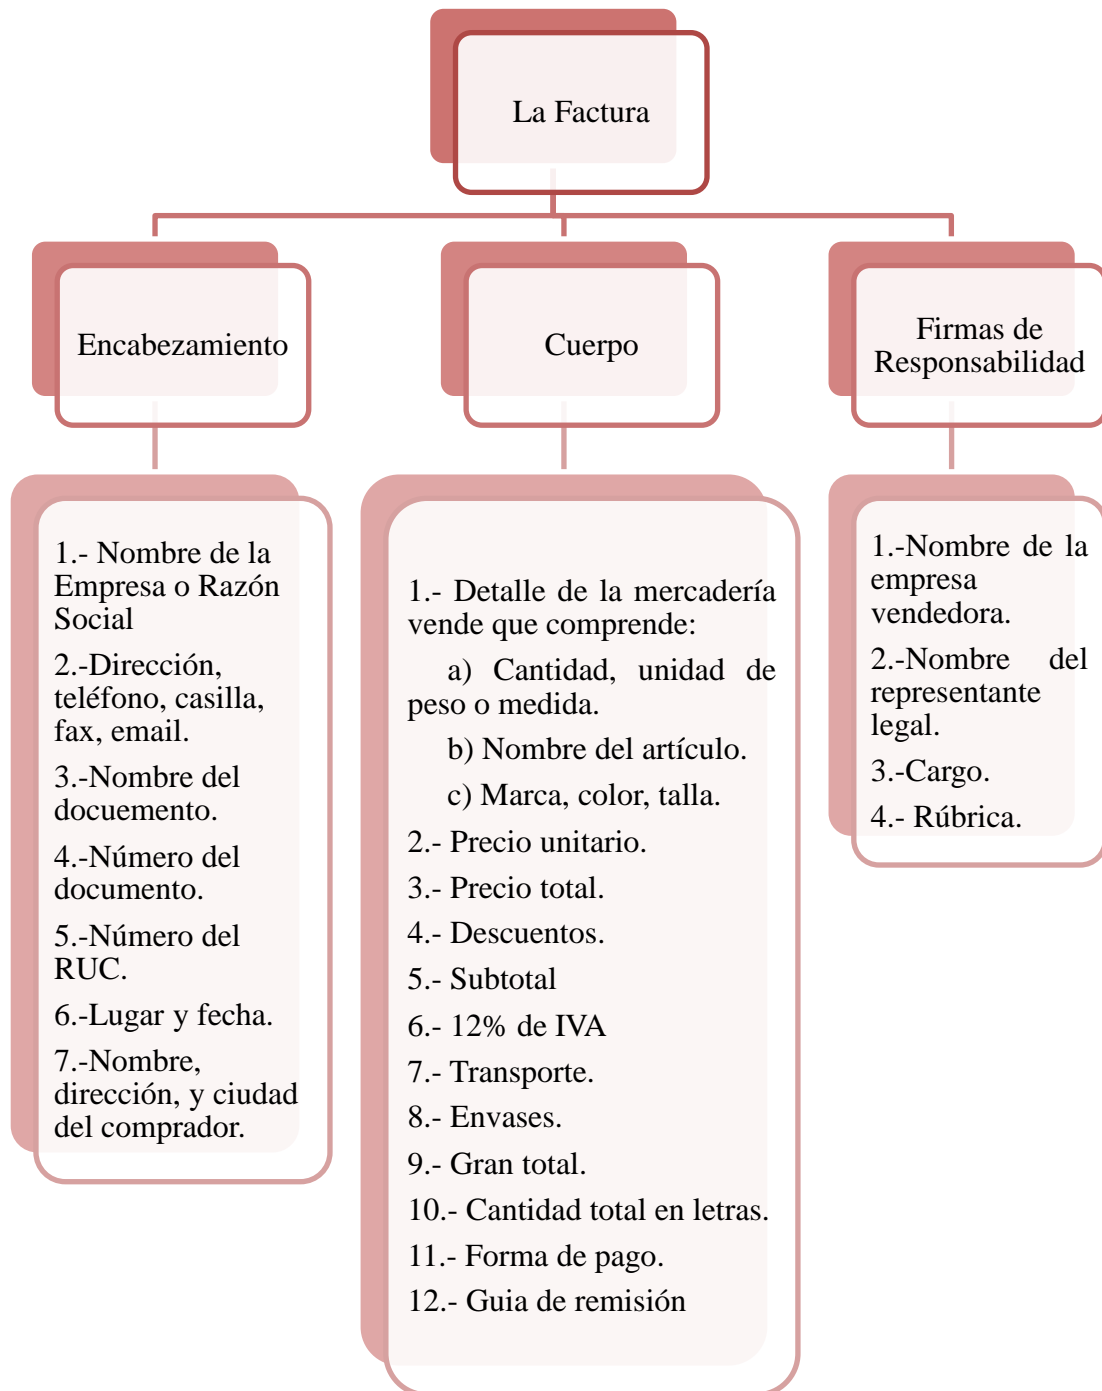 La Factura
Encabezamiento
1.- Nombre de la
Empresa o Razón
Social
2.-Dirección,
teléfono, casilla,
fax, email.
3.-Nombre del
docuemento.
4.-Número del
documento.
5.-Número del
RUC.
6.-Lugar y fecha.
7.-Nombre,
dirección, y ciudad
del comprador.
Cuerpo
1.- Detalle de la mercadería
vende que comprende:
a) Cantidad, unidad de
peso o medida.
b) Nombre del artículo.
c) Marca, color, talla.
2.- Precio unitario.
3.- Precio total.
4.- Descuentos.
5.- Subtotal
6.- 12% de IVA
7.- Transporte.
8.- Envases.
9.- Gran total.
10.- Cantidad total en letras.
11.- Forma de pago.
12.- Guia de remisión
Firmas de
Responsabilidad
1.-Nombre de la
empresa
vendedora.
2.-Nombre del
representante
legal.
3.-Cargo.
4.- Rúbrica.